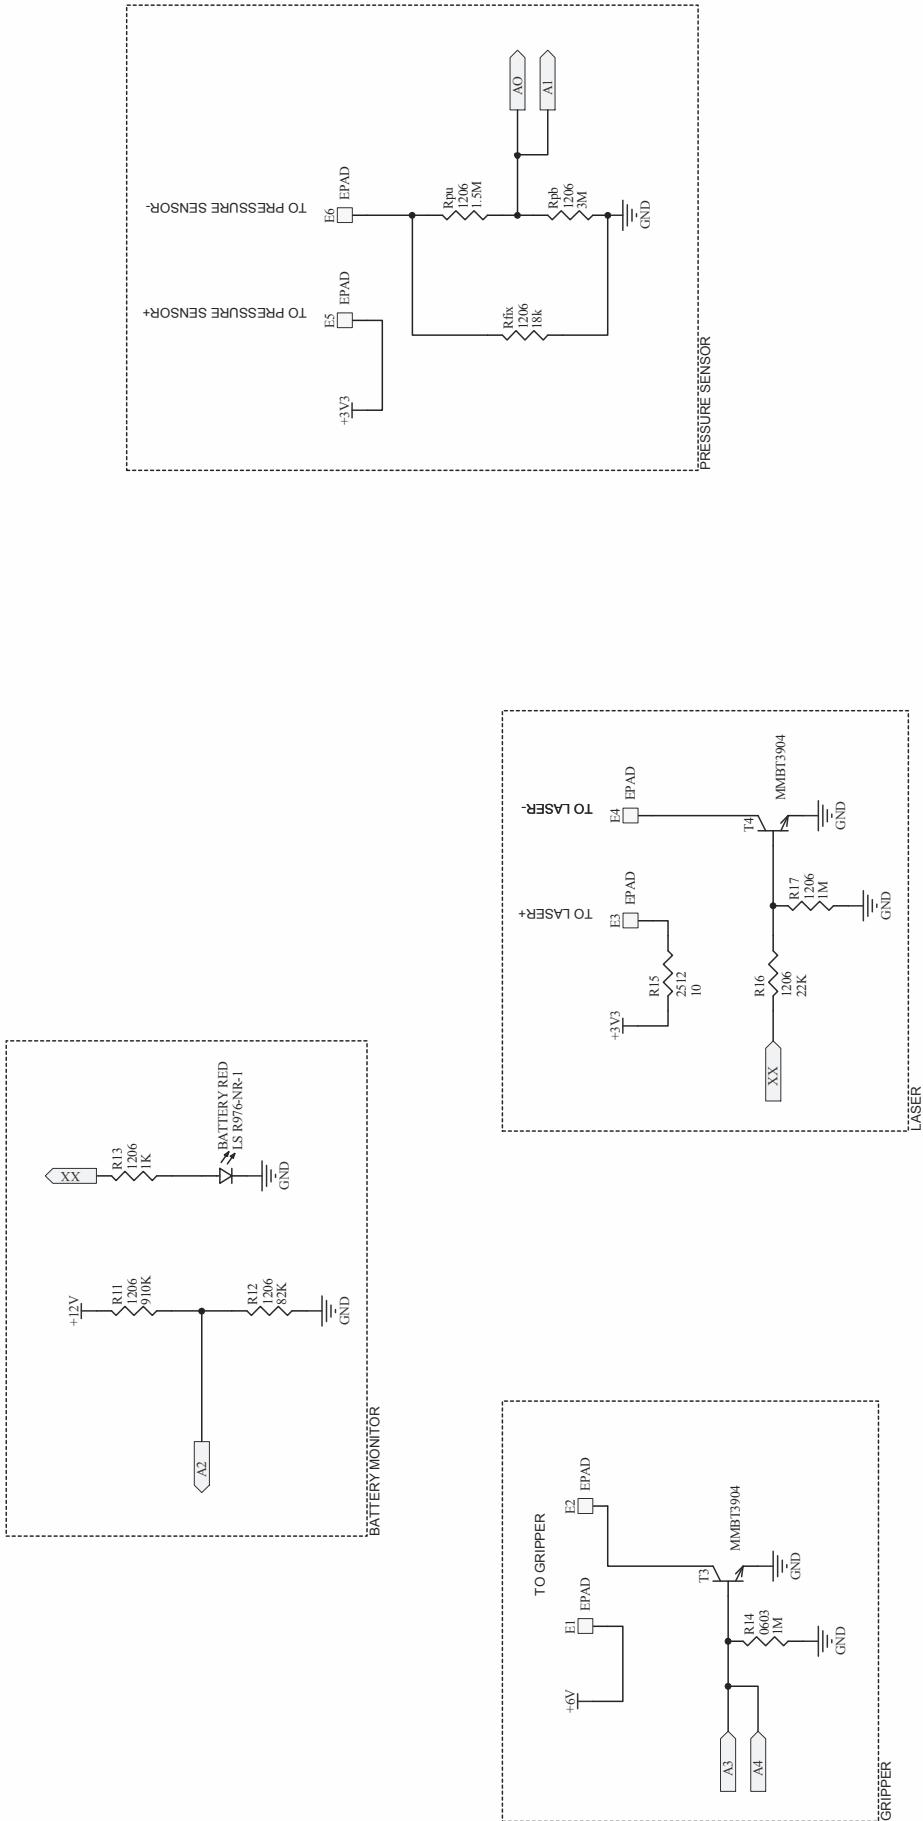 TO PRESSURE SENSOR-
E6
EPAD
TO PRESSURE SENSOR+
E5
EPAD
+3V3
Rpu
1206
1.5M
Rpb
1206
3M
Rfix
1206
18k
A0
A1
GND
PRESSURE SENSOR
TO LASER-
E4
EPAD
TO LASER+
E3
EPAD
+3V3
R15
2512
10
T4
MMBT3904
GND
R17
1206
1M
GND
R16
1206
22K
XX
LASER
XX
R13
1206
1K
BATTERY RED
LS R976-NR-1
GND
+12V
R11
1206
910K
R12
1206
82K
GND
A2
BATTERY MONITOR
TO GRIPPER
E2
EPAD
E1
EPAD
+6V
T3
MMBT3904
GND
R14
0603
1M
GND
A3
A4
GRIPPER